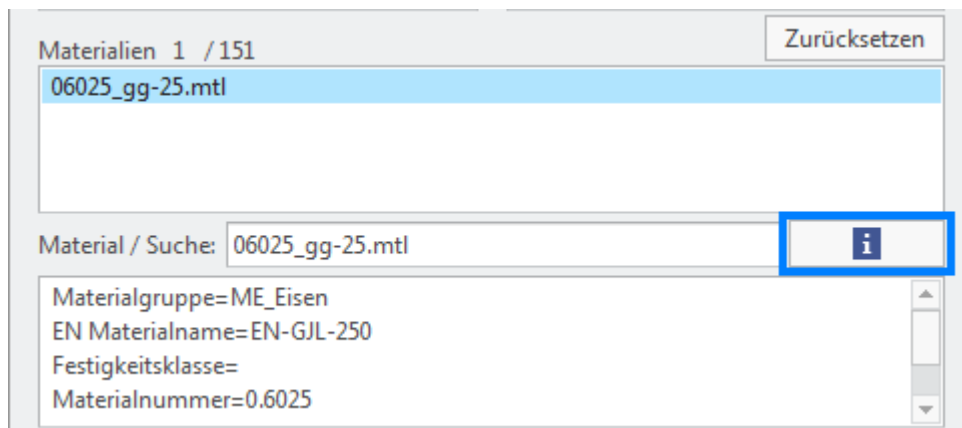 Materialien 1 / 151
Zurücksetzen
06025_gg-25.mtl
Material / Suche: 06025_gg-25.mtl i
Materialgruppe=ME_Eisen
EN Materialname=EN-GJL-250
Festigkeitsklasse=
Materialnummer=0.6025